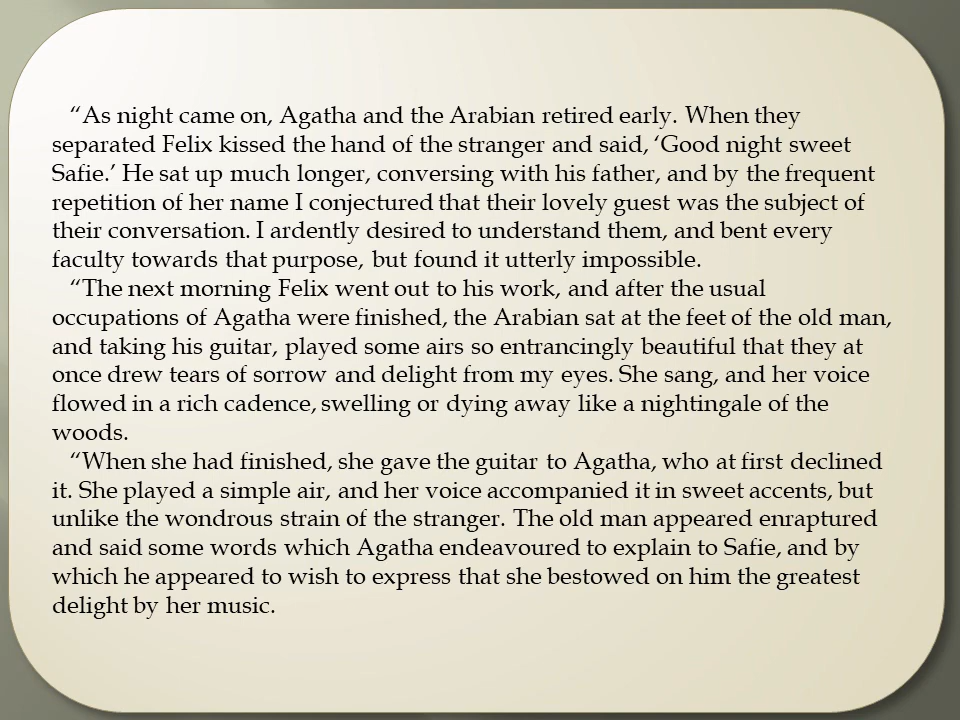 “As night came on, Agatha and the Arabian retired early. When they
separated Felix kissed the hand of the stranger and said, ‘Good night sweet
Safie.’ He sat up much longer, conversing with his father, and by the frequent
repetition of her name I conjectured that their lovely guest was the subject of
their conversation. I ardently desired to understand them, and bent every
faculty towards that purpose, but found it utterly impossible.
“The next morning Felix went out to his work, and after the usual
occupations of Agatha were finished, the Arabian sat at the feet of the old man,
and taking his guitar, played some airs so entrancingly beautiful that they at
once drew tears of sorrow and delight from my eyes. She sang, and her voice
flowed in a rich cadence, swelling or dying away like a nightingale of the
woods.
“When she had finished, she gave the guitar to Agatha, who at first declined
it. She played a simple air, and her voice accompanied it in sweet accents, but
unlike the wondrous strain of the stranger. The old man appeared enraptured
and said some words which Agatha endeavoured to explain to Safie, and by
which he appeared to wish to express that she bestowed on him the greatest
delight by her music.